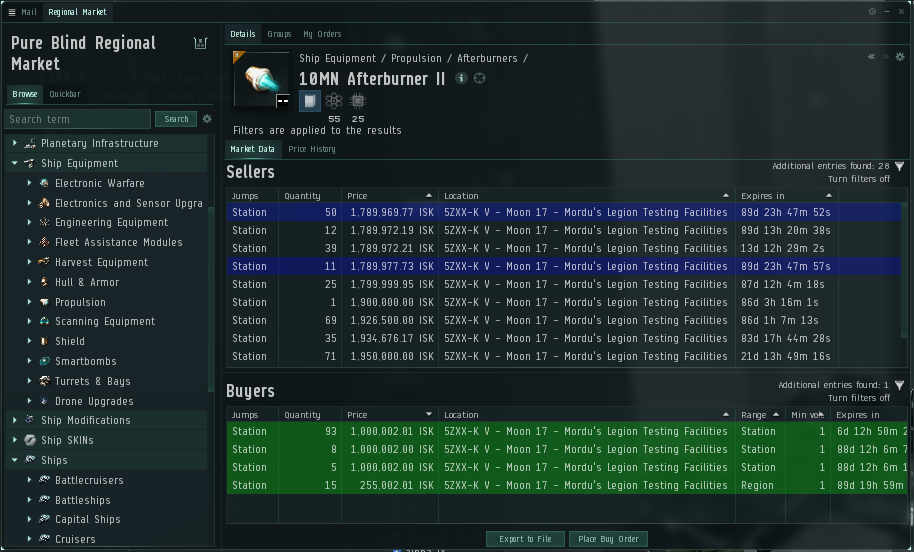 Mail Regional Market
Pure Blind Regional
Market
Browse Quickbar
Search term Search
Planetary Infrastructure
Ship Equipment
Electronic Warfare
Electronics and Sensor Upgra
Engineering Equipment
Fleet Assistance Modules
Harvest Equipment
Hull & Armor
Propulsion
Scanning Equipment
Shield
Smartbombs
Turrets & Bays
Drone Upgrades
Ship Modifications
Ship SKINs
Ships
Battlecruisers
Battleships
Capital Ships
Cruisers
Details Groups My Orders
Ship Equipment / Propulsion / Afterburners /
10MN Afterburner II
55 25
Filters are applied to the results
Market Data Price History
Sellers
Additional entries found: 28
Turn filters off
Jumps Quantity Price Location Expires in
Station 50 1,789,969.77 ISK 5ZXX-K V - Moon 17 - Mordu's Legion Testing Facilities 89d 23h 47m 52s
Station 12 1,789,972.19 ISK 5ZXX-K V - Moon 17 - Mordu's Legion Testing Facilities 89d 13h 20m 38s
Station 39 1,789,972.21 ISK 5ZXX-K V - Moon 17 - Mordu's Legion Testing Facilities 13d 12h 29m 2s
Station 11 1,789,977.73 ISK 5ZXX-K V - Moon 17 - Mordu's Legion Testing Facilities 89d 23h 47m 57s
Station 25 1,799,999.95 ISK 5ZXX-K V - Moon 17 - Mordu's Legion Testing Facilities 87d 12h 4m 18s
Station 1 1,900,000.00 ISK 5ZXX-K V - Moon 17 - Mordu's Legion Testing Facilities 86d 3h 16m 1s
Station 69 1,926,500.00 ISK 5ZXX-K V - Moon 17 - Mordu's Legion Testing Facilities 86d 1h 7m 13s
Station 35 1,934,676.17 ISK 5ZXX-K V - Moon 17 - Mordu's Legion Testing Facilities 83d 17h 44m 28s
Station 71 1,950,000.00 ISK 5ZXX-K V - Moon 17 - Mordu's Legion Testing Facilities 21d 13h 49m 16s
Buyers
Additional entries found: 1
Turn filters off
Jumps Quantity Price Location Range Min vol Expires in
Station 93 1,000,002.01 ISK 5ZXX-K V - Moon 17 - Mordu's Legion Testing Facilities Station 1 6d 12h 50m 2
Station 8 1,000,002.00 ISK 5ZXX-K V - Moon 17 - Mordu's Legion Testing Facilities Station 1 88d 12h 6m 7
Station 5 1,000,002.00 ISK 5ZXX-K V - Moon 17 - Mordu's Legion Testing Facilities Station 1 88d 12h 6m 1
Station 15 255,002.01 ISK 5ZXX-K V - Moon 17 - Mordu's Legion Testing Facilities Region 1 89d 19h 59m
Export to File Place Buy Order